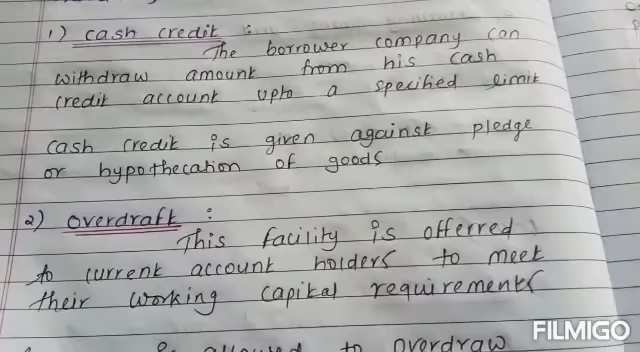 1) cash credit :
The borrower company can
withdraw amount from his cash
credit account upto a specified limit
cash credit is given against pledge
or hypothecation of goods
2) overdraft :
This facility is offerred
to current account holders to meet
their working capital requirements
to overdraw
FILMIGO